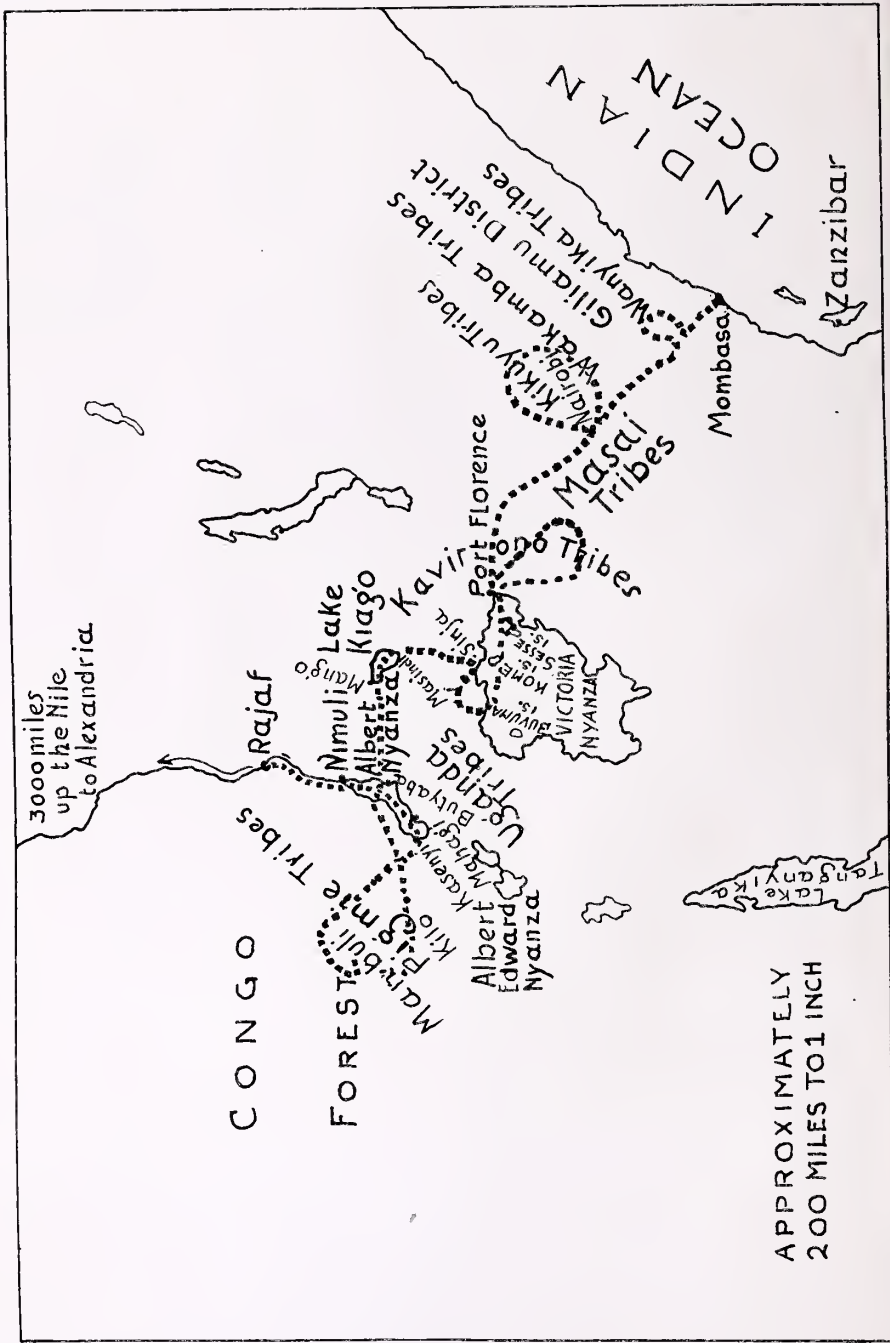 3000 miles
up the Nile
to Alexandria
CONGO
FOREST
Rajaf
Nimuli
Albert
Nyanza
Lake
Kiago
Mango
Masindi
Sinja
Manbuli
Pigmie Tribes
Kilo
Kasenyi
Mahagi
Butyaba
Uganda
Tribes
Albert
Edward
Nyanza
Kavirondo Tribes
Port Florence
BUVUMA
IS.
KOME
IS.
SESSE
IS.
VICTORIA
NYANZA
Masai
Tribes
Kikuyu Tribes
Nairobi
Wakamba Tribes
Giliamu District
Wanyika Tribes
Mombasa
Zanzibar
INDIAN
OCEAN
Lake
Tanganyika
APPROXIMATELY
200 MILES TO 1 INCH